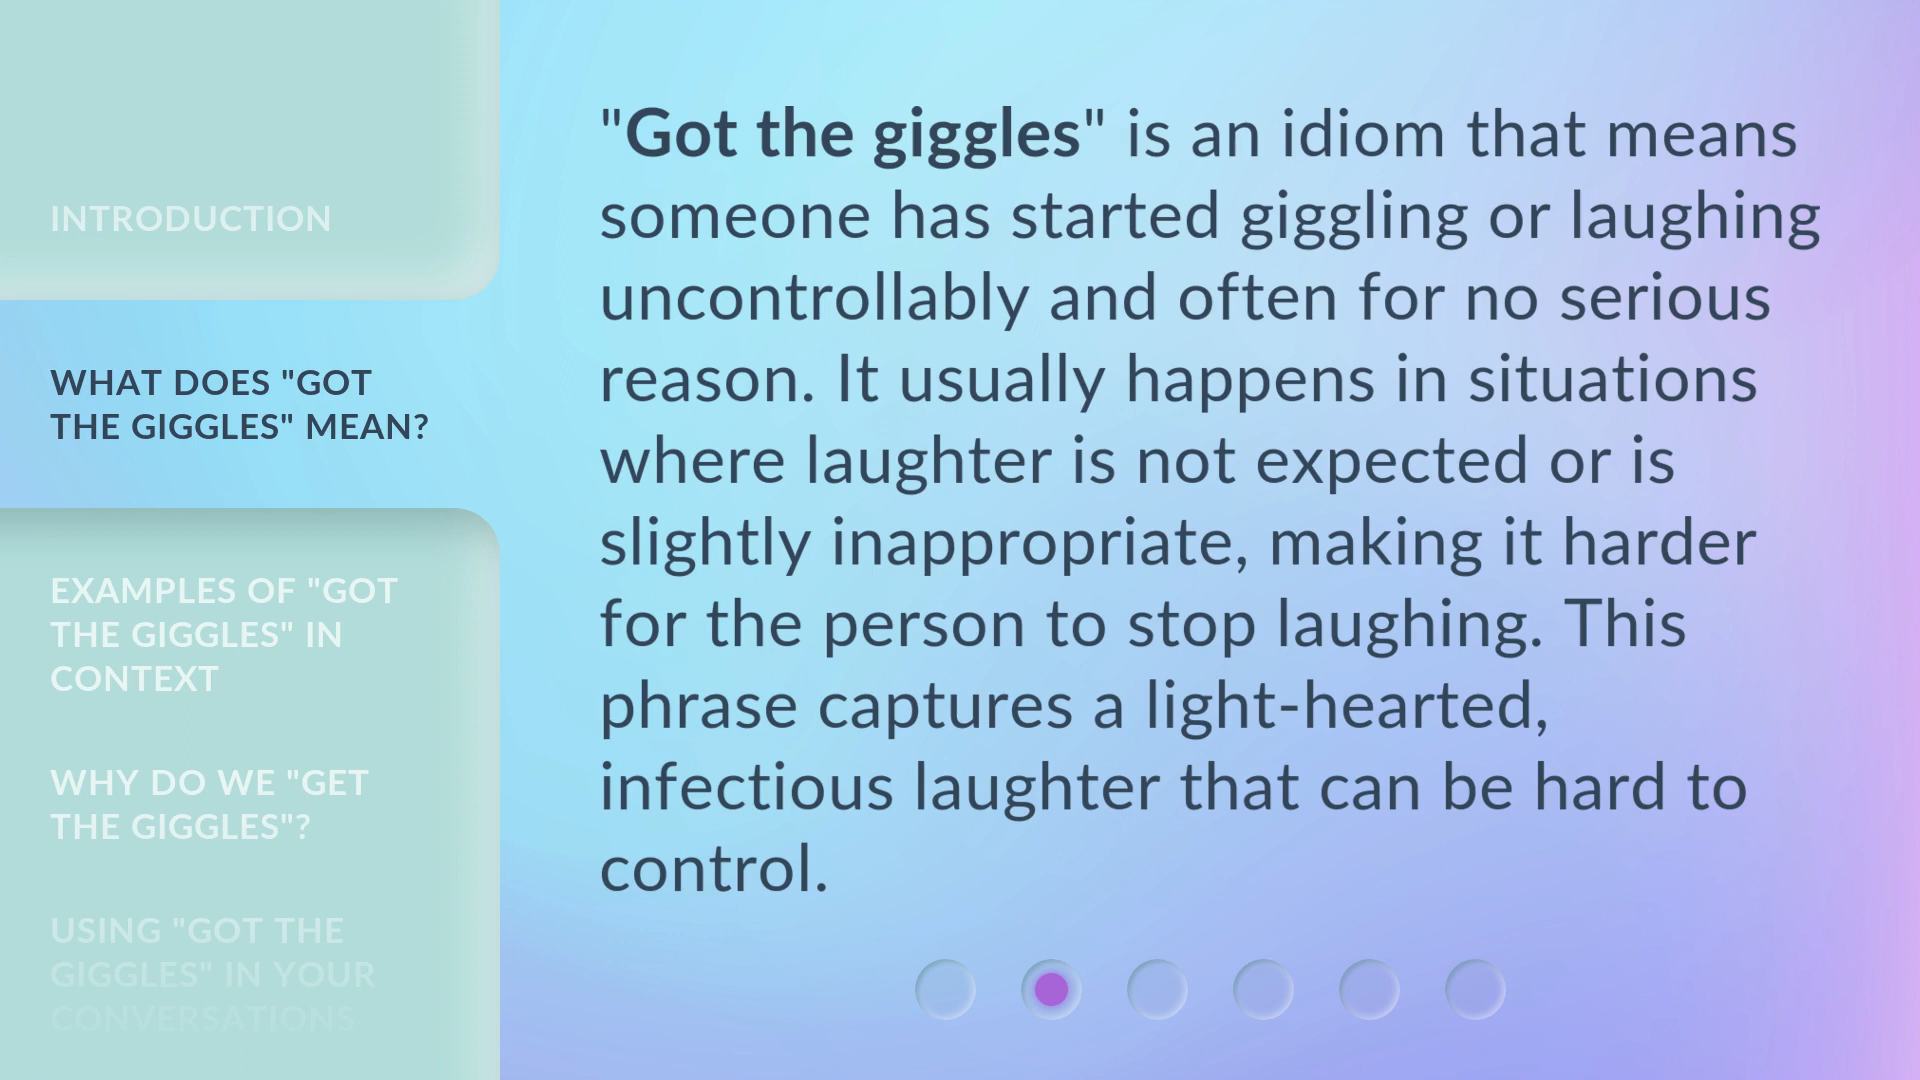 INTRODUCTION
WHAT DOES "GOT
THE GIGGLES" MEAN?
EXAMPLES OF "GOT
THE GIGGLES" IN
CONTEXT
WHY DO WE "GET
THE GIGGLES"?
USING "GOT THE
GIGGLES" IN YOUR
CONVERSATIONS
"Got the giggles" is an idiom that means
someone has started giggling or laughing
uncontrollably and often for no serious
reason. It usually happens in situations
where laughter is not expected or is
slightly inappropriate, making it harder
for the person to stop laughing. This
phrase captures a light-hearted,
infectious laughter that can be hard to
control.